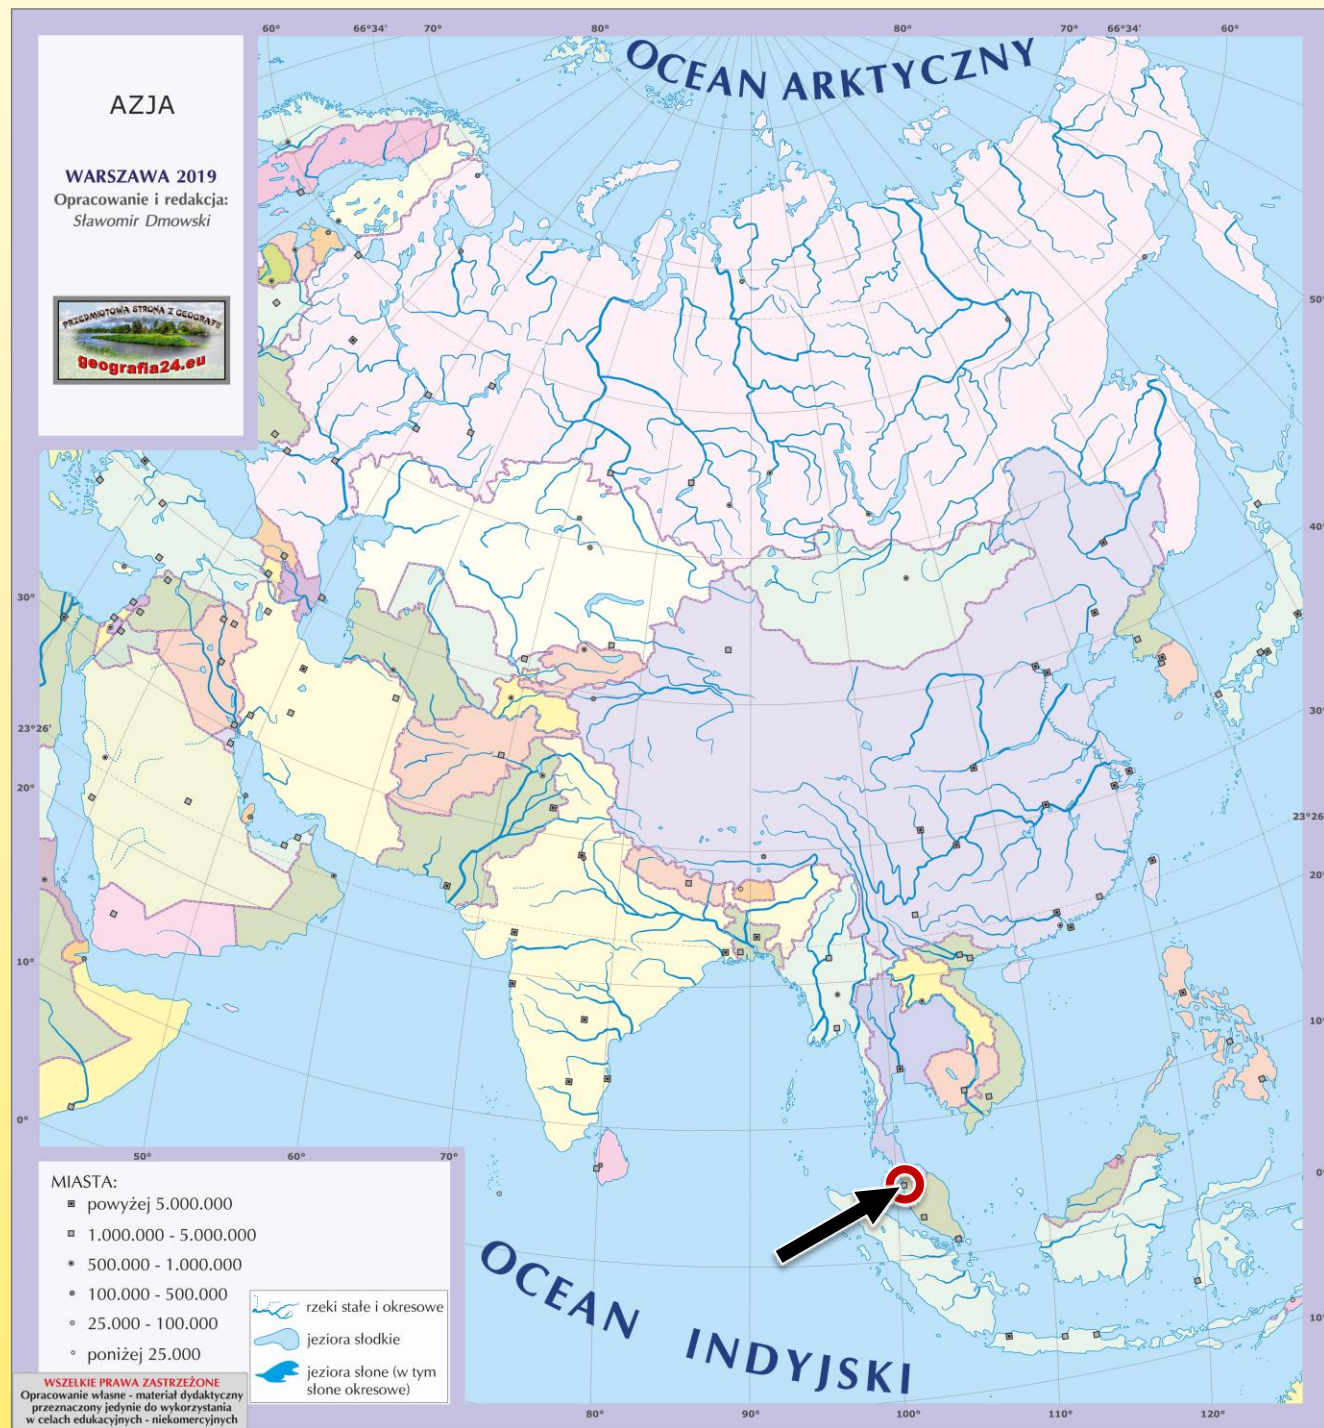 60°
66°34'
70°
80°
80°
70°
66°34'
60°
OCEAN ARKTYCZNY
AZJA
WARSZAWA 2019
Opracowanie i redakcja:
Sławomir Dmowski
PRZEDMIOTOWA STRONA Z GEOGRAFII
geografia24.eu
50°
40°
30°
30°
23°26'
20°
23°26'
20°
10°
10°
0°
0°
10°
50°
60°
70°
MIASTA:
powyżej 5.000.000
1.000.000 - 5.000.000
500.000 - 1.000.000
100.000 - 500.000
25.000 - 100.000
poniżej 25.000
rzeki stałe i okresowe
jeziora słodkie
jeziora słone (w tym
słone okresowe)
OCEAN INDYJSKI
WSZELKIE PRAWA ZASTRZEŻONE
Opracowanie własne - materiał dydaktyczny
przeznaczony jedynie do wykorzystania
w celach edukacyjnych - niekomercyjnych
80°
90°
100°
110°
120°